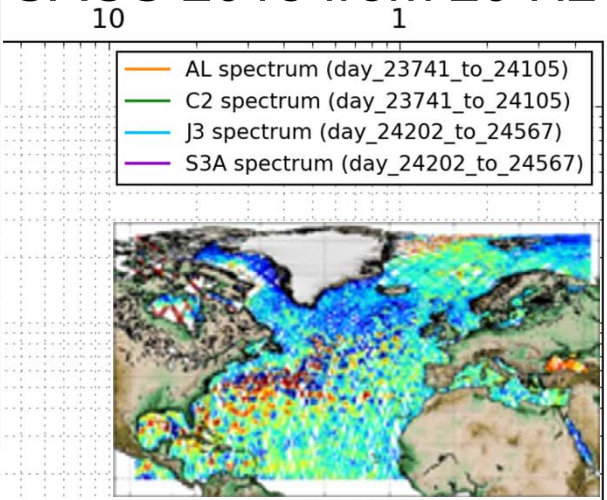 10 1
AL spectrum (day_23741_to_24105)
C2 spectrum (day_23741_to_24105)
J3 spectrum (day_24202_to_24567)
S3A spectrum (day_24202_to_24567)